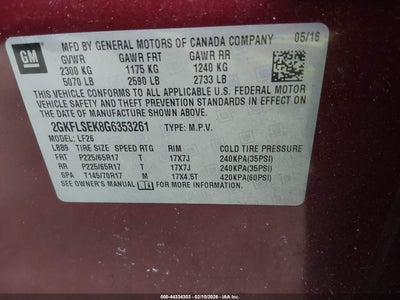 GM
MFD BY GENERAL MOTORS OF CANADA COMPANY 05/16
GVWR GAWR FRT GAWR RR
2300 KG 1175 KG 1240 KG
5070 LB 2590 LB 2733 LB
THIS VEHICLE CONFORMS TO ALL APPLICABLE U.S. FEDERAL MOTOR
VEHICLE SAFETY AND THEFT PREVENTION STANDARDS IN EFFECT ON THE
DATE OF MANUFACTURE SHOWN ABOVE.
2GKFLSEK8G6353261 TYPE: M.P.V.
MODEL: LF26
LBB9 TIRE SIZE SPEED RTG RIM COLD TIRE PRESSURE
FRT P225/65R17 T 17X7J 240KPA(35PSI)
RR P225/65R17 T 17X7J 240KPA(35PSI)
SPA T145/70R17 M 17X4.5T 420KPA(60PSI)
SEE OWNER'S MANUAL FOR MORE INFORMATION.
000-44334303 — 02/10/2026 — IAAI HOLDINGS, LLC